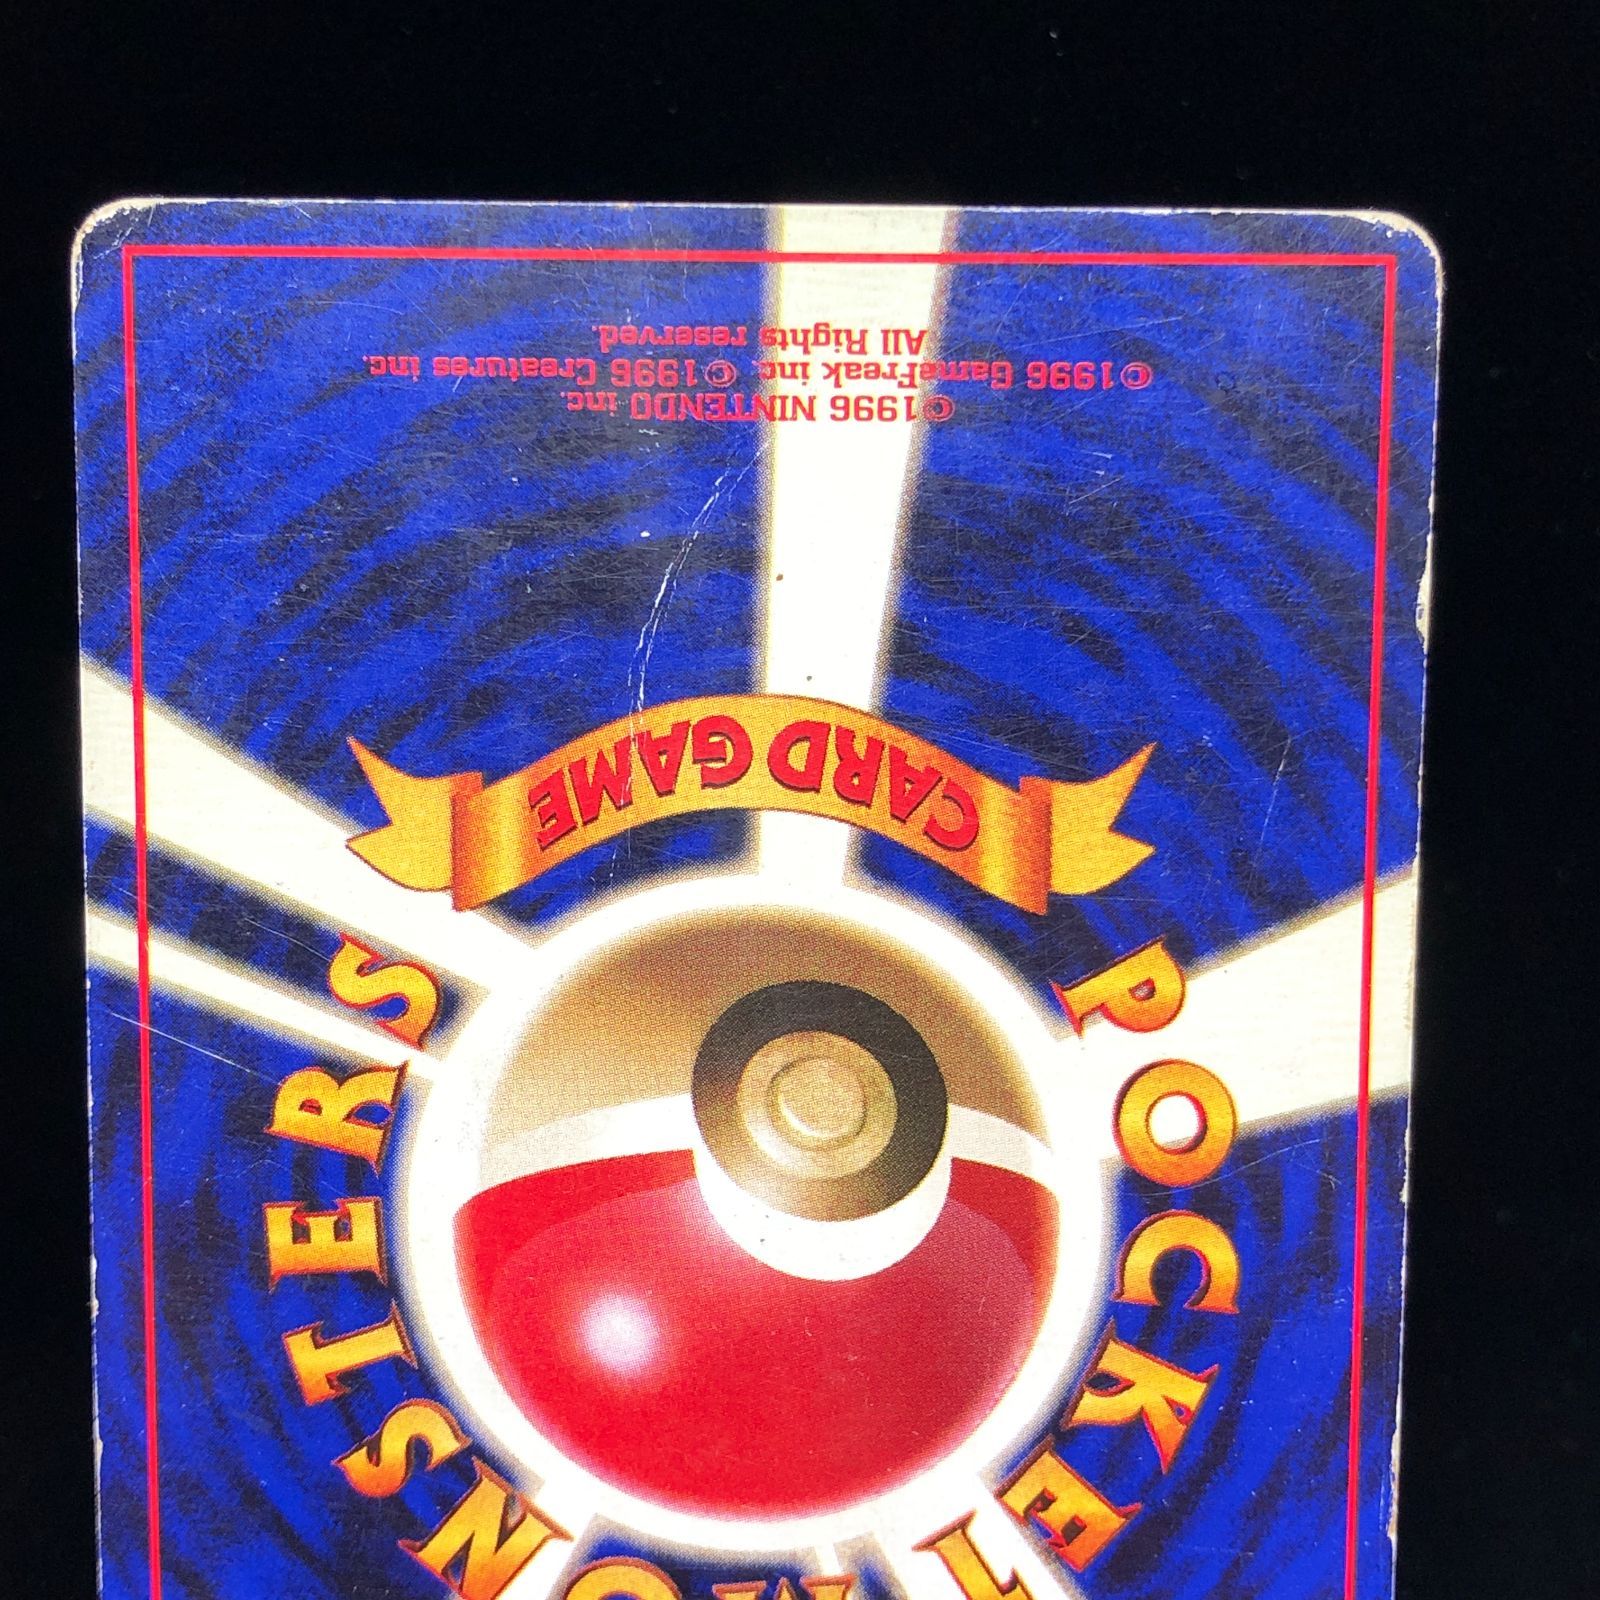 POCKET MONSTERS
CARD GAME
©1996 NINTENDO inc.
©1996 GameFreak inc. ©1996 Creatures inc.
All Rights reserved.